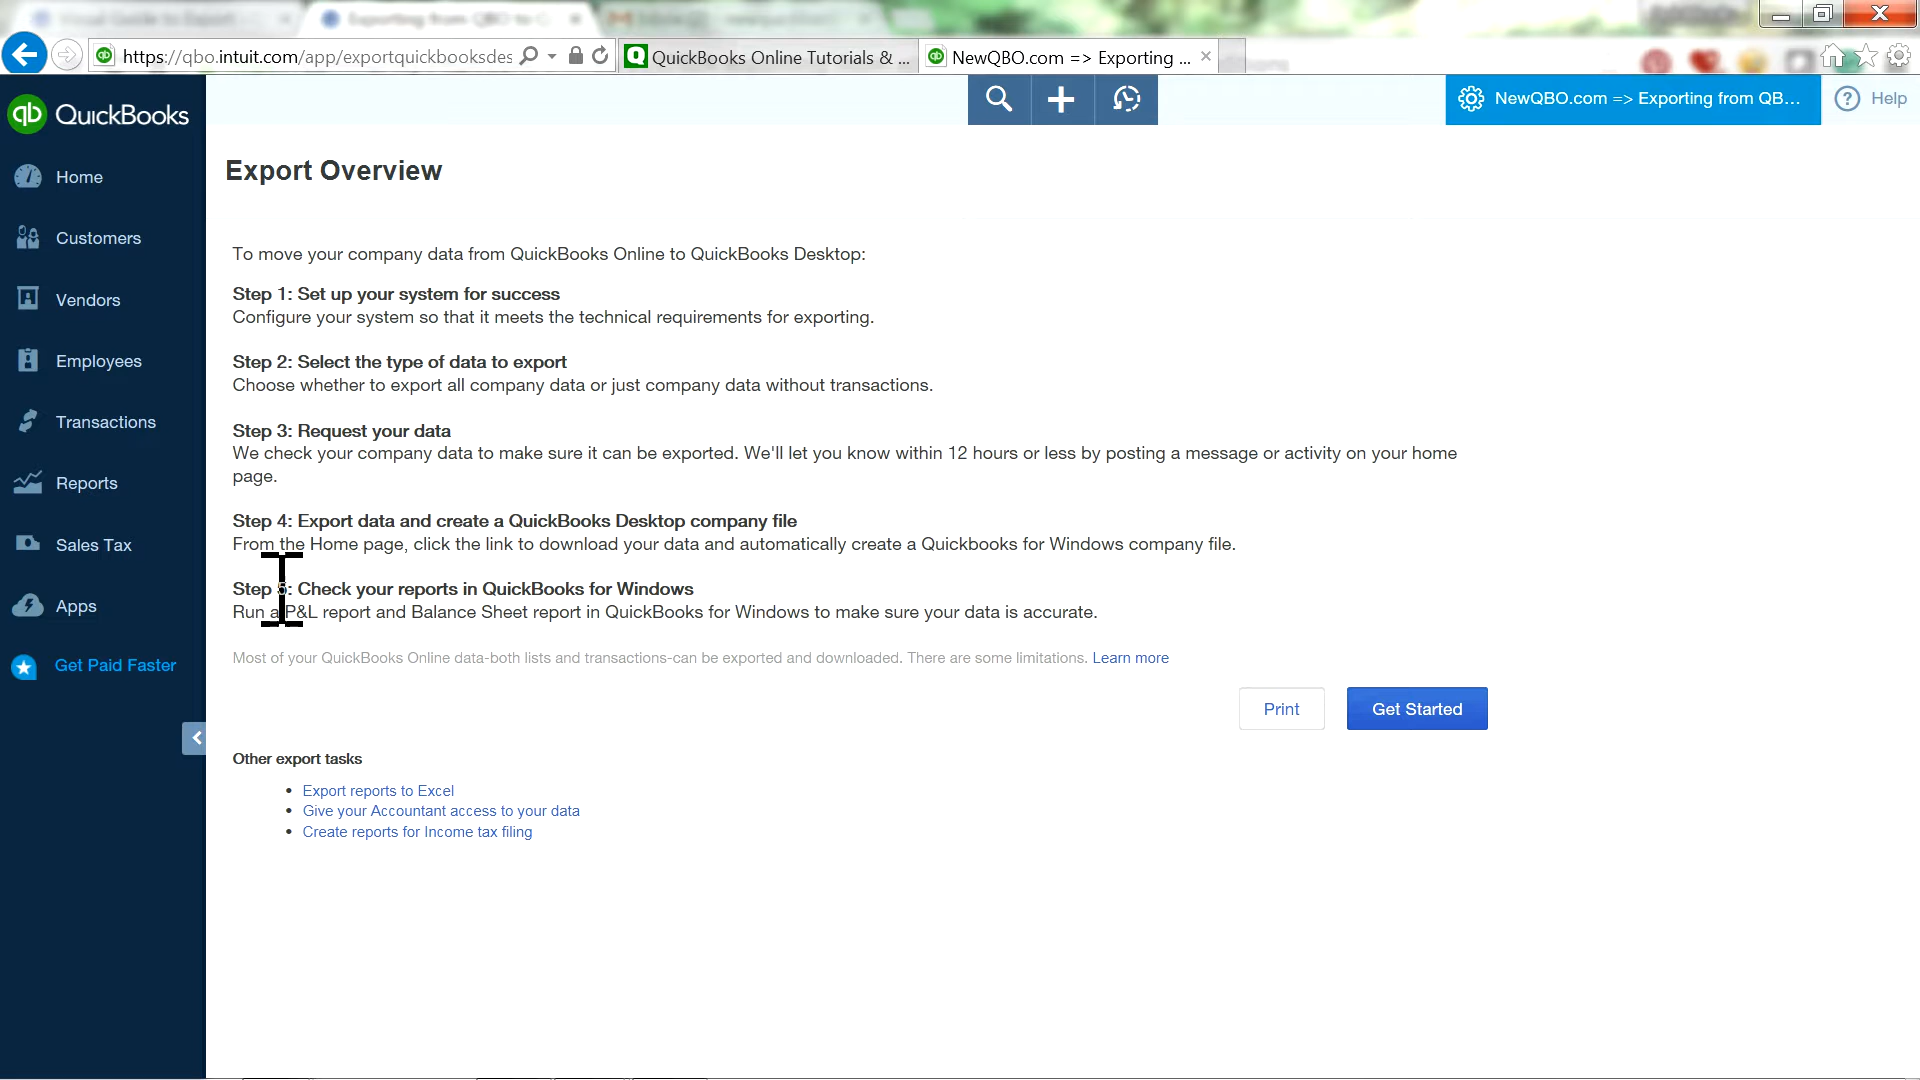 https://qbo.intuit.com/app/exportquickbooksdes
QuickBooks Online Tutorials & ...
NewQBO.com => Exporting ...
qb QuickBooks
NewQBO.com => Exporting from QB...
? Help
Home
Customers
Vendors
Employees
Transactions
Reports
Sales Tax
Apps
Get Paid Faster
Export Overview
To move your company data from QuickBooks Online to QuickBooks Desktop:
Step 1: Set up your system for success
Configure your system so that it meets the technical requirements for exporting.
Step 2: Select the type of data to export
Choose whether to export all company data or just company data without transactions.
Step 3: Request your data
We check your company data to make sure it can be exported. We'll let you know within 12 hours or less by posting a message or activity on your home
page.
Step 4: Export data and create a QuickBooks Desktop company file
From the Home page, click the link to download your data and automatically create a Quickbooks for Windows company file.
Step 5: Check your reports in QuickBooks for Windows
Run a P&L report and Balance Sheet report in QuickBooks for Windows to make sure your data is accurate.
Most of your QuickBooks Online data-both lists and transactions-can be exported and downloaded. There are some limitations. Learn more
Print
Get Started
Other export tasks
• Export reports to Excel
• Give your Accountant access to your data
• Create reports for Income tax filing